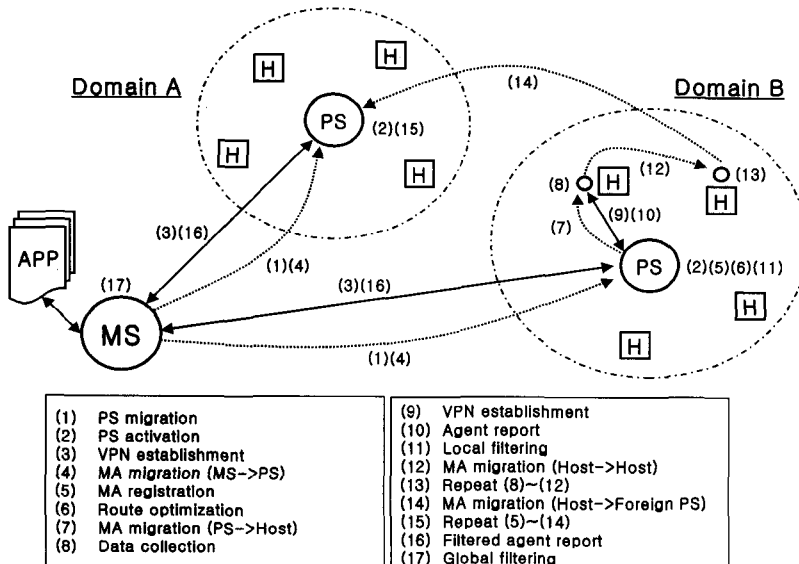 Domain A
H
H
(14)
Domain B
PS
(2)(15)
H
H
(12)
(8)
H
(13)
H
(3)(16)
(7)
(9)(10)
APP
(1)(4)
(17)
(3)(16)
PS
(2)(5)(6)(11)
MS
H
H
(1)(4)
(1) PS migration
(2) PS activation
(3) VPN establishment
(4) MA migration (MS->PS)
(5) MA registration
(6) Route optimization
(7) MA migration (PS->Host)
(8) Data collection
(9) VPN establishment
(10) Agent report
(11) Local filtering
(12) MA migration (Host->Host)
(13) Repeat (8)~(12)
(14) MA migration (Host->Foreign PS)
(15) Repeat (5)~(14)
(16) Filtered agent report
(17) Global filtering